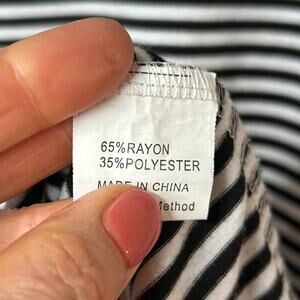 65%RAYON
35%POLYESTER
MADE IN CHINA
Method